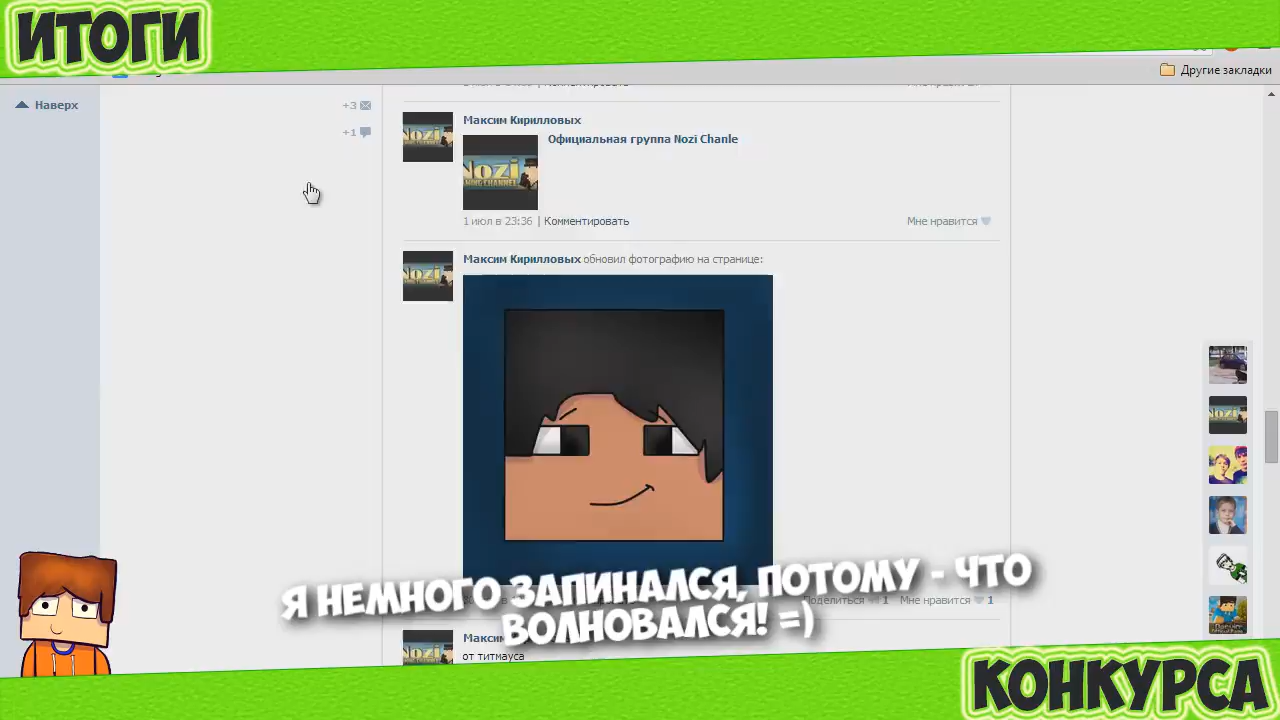 ИТОГИ
Другие закладки
Наверх
+3
+1
Максим Кирилловых
Официальная группа Nozi Chanle
Nozi
1 июл в 23:36 | Комментировать
Мне нравится
Максим Кирилловых обновил фотографию на странице:
Я НЕМНОГО ЗАПИНАЛСЯ, ПОТОМУ - ЧТО
ВОЛНОВАЛСЯ! =)
Поделиться 1 Мне нравится 1
от титмауса
КОНКУРСА